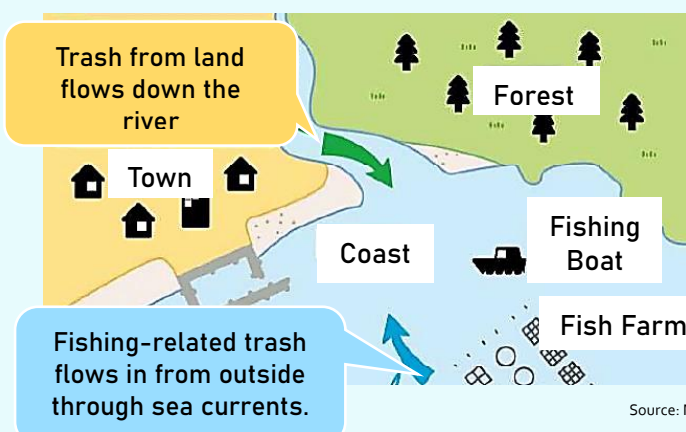 Trash from land
flows down the
river
Forest
Town
Fishing
Boat
Coast
Fish Farm
Fishing-related trash
flows in from outside
through sea currents.
Source: